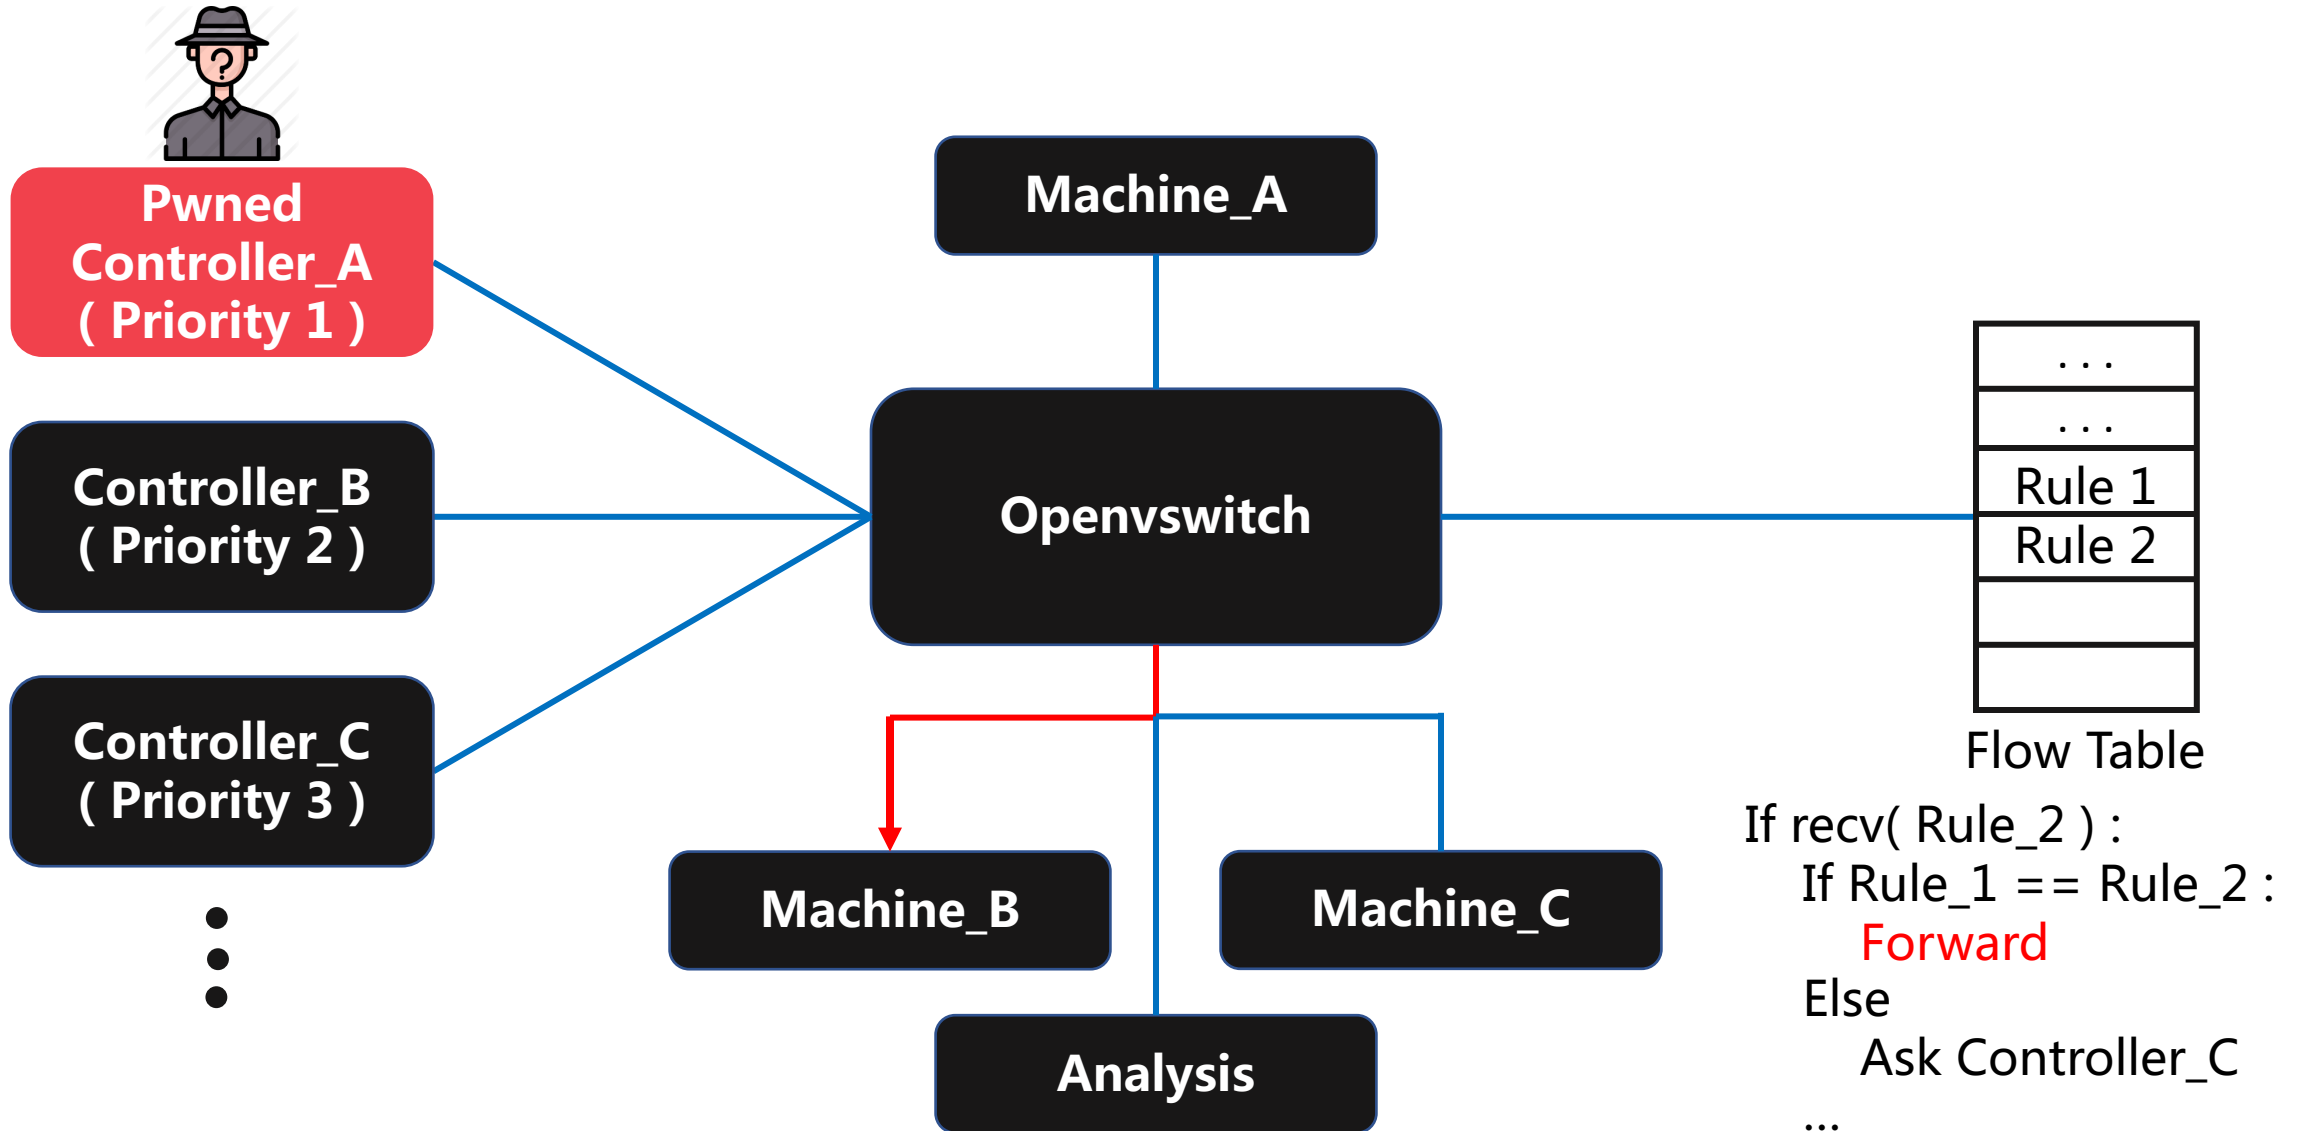 ?
Pwned
Controller_A
( Priority 1 )
Controller_B
( Priority 2 )
Controller_C
( Priority 3 )
Machine_A
Openvswitch
Machine_B
Machine_C
Analysis
. . .
. . .
Rule 1
Rule 2
Flow Table
If recv( Rule_2 ) :
If Rule_1 == Rule_2 :
Forward
Else
Ask Controller_C
...